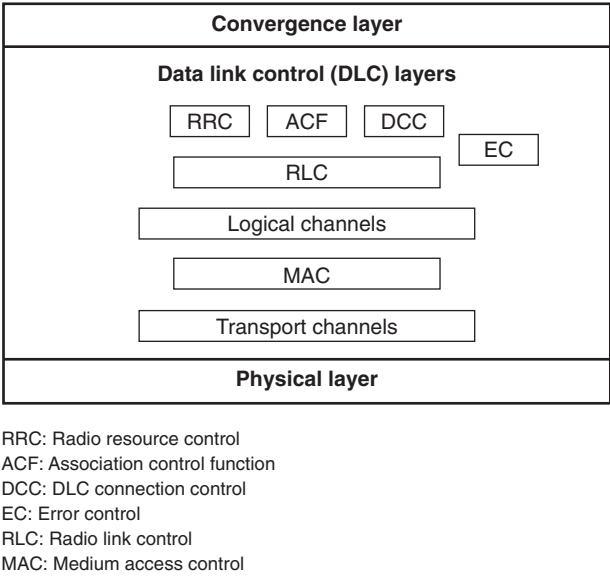 Convergence layer
Data link control (DLC) layers
RRC ACF DCC
EC
RLC
Logical channels
MAC
Transport channels
Physical layer
RRC: Radio resource control
ACF: Association control function
DCC: DLC connection control
EC: Error control
RLC: Radio link control
MAC: Medium access control